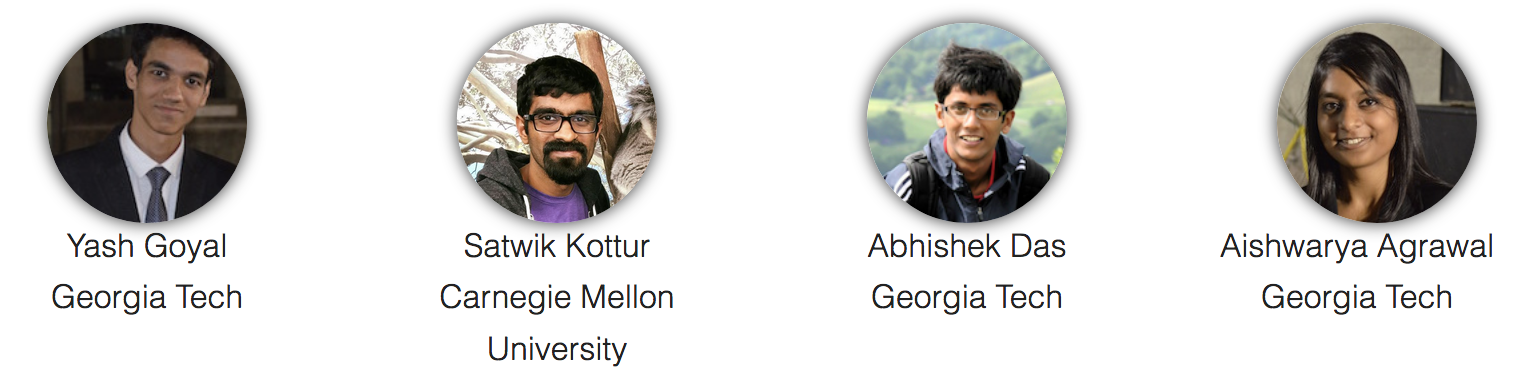 Yash Goyal
Georgia Tech
Satwik Kottur
Carnegie Mellon
University
Abhishek Das
Georgia Tech
Aishwarya Agrawal
Georgia Tech